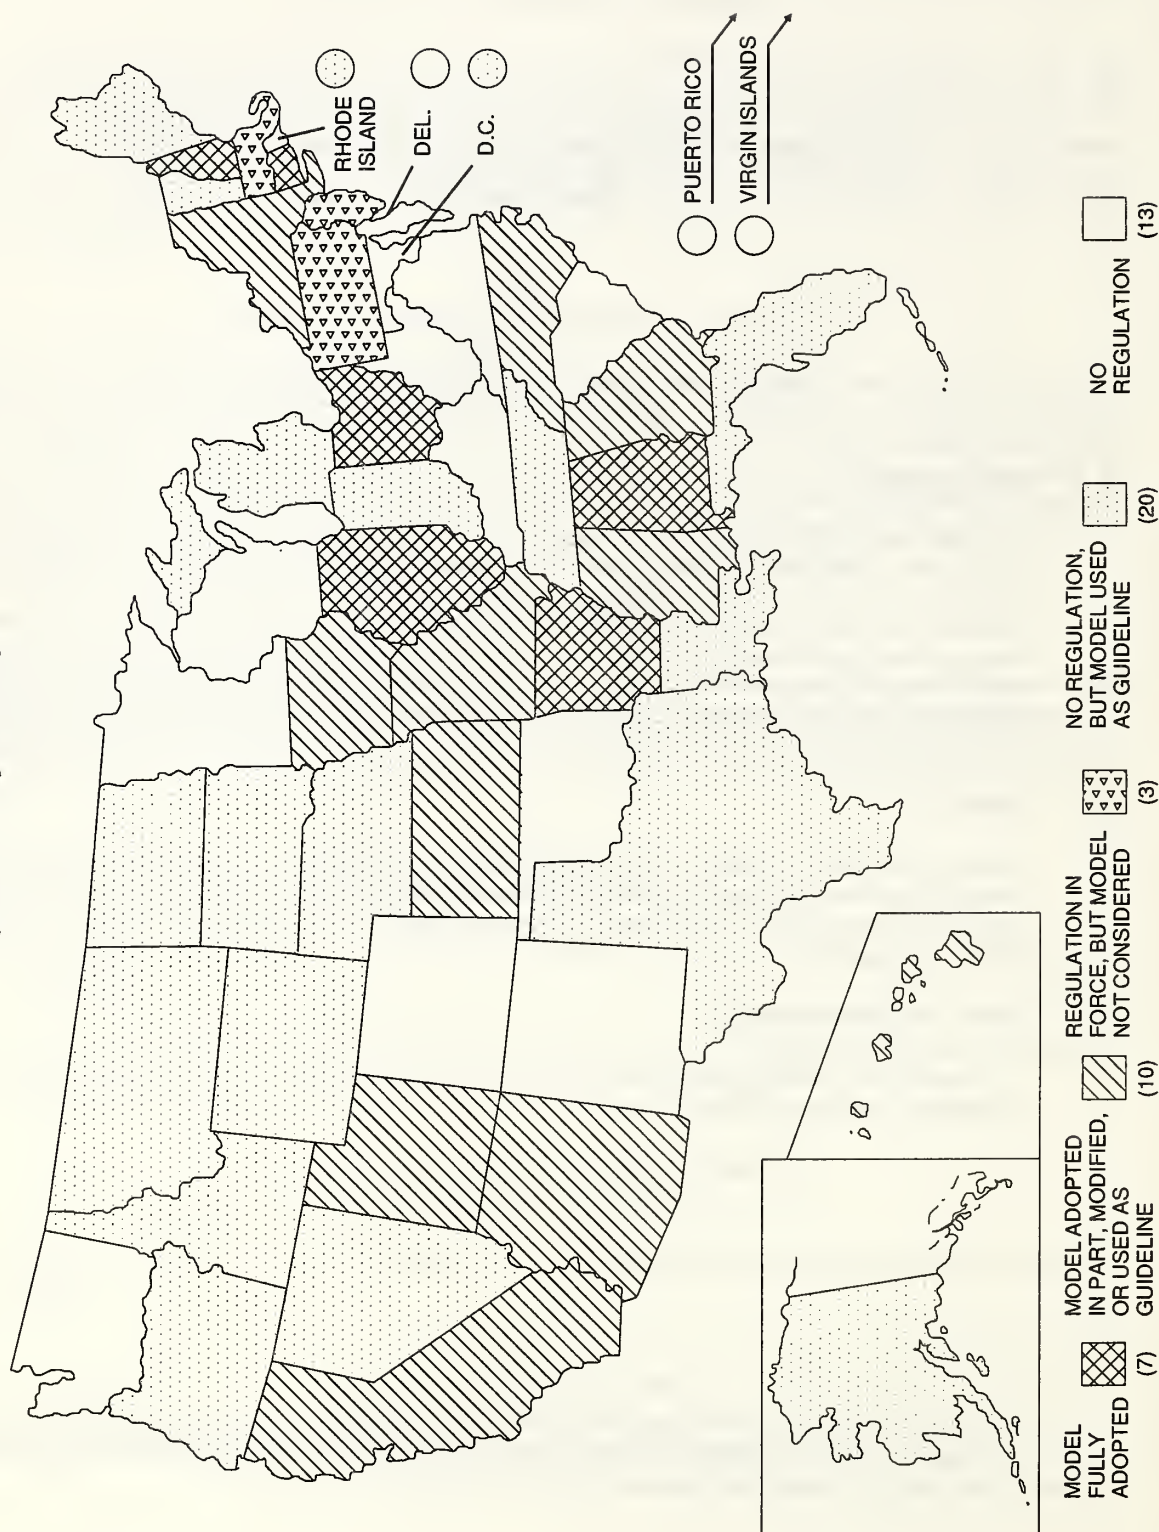 RHODE
ISLAND
DEL.
D.C.
PUERTO RICO
VIRGIN ISLANDS
MODEL
FULLY
ADOPTED
(7)
MODEL ADOPTED
IN PART, MODIFIED,
OR USED AS
GUIDELINE
(10)
REGULATION IN
FORCE, BUT MODEL
NOT CONSIDERED
(3)
NO REGULATION,
BUT MODEL USED
AS GUIDELINE
(20)
NO
REGULATION
(13)